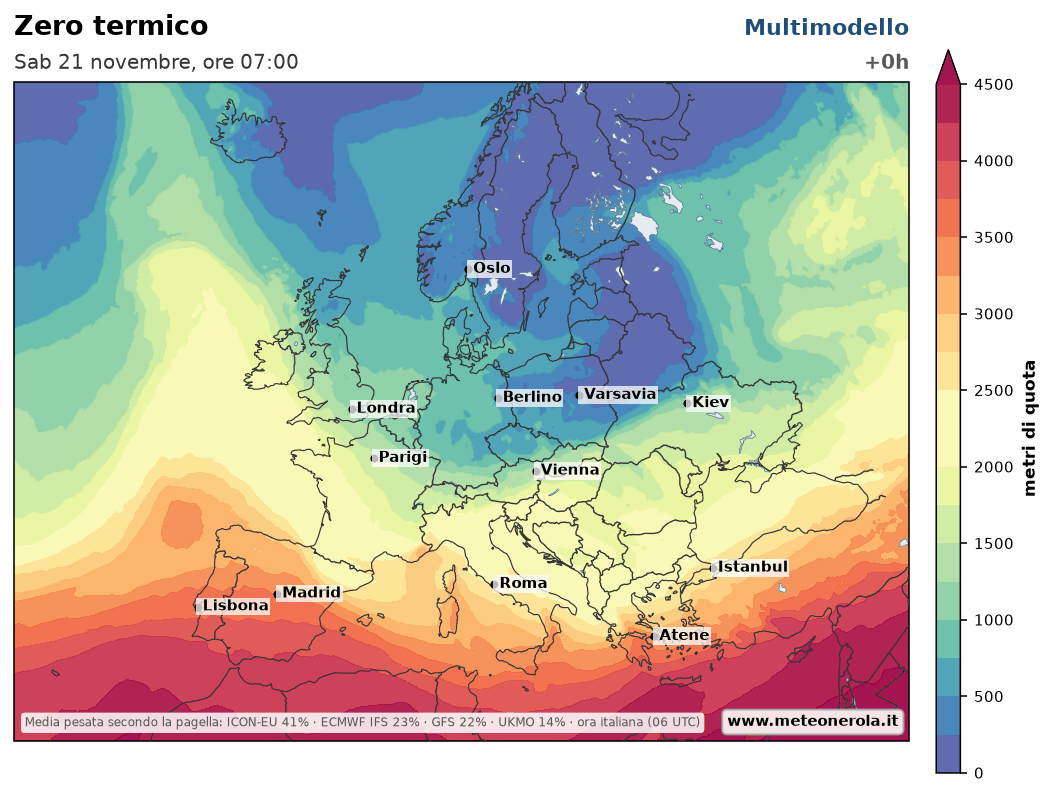 Zero termico
Multimodello
Sab 21 novembre, ore 07:00
+0h
4500
4000
3500
3000
2500
2000
1500
1000
500
0
metri di quota
Oslo
Berlino
Varsavia
Kiev
Londra
Parigi
Vienna
Istanbul
Roma
Madrid
Lisbona
Atene
Media pesata secondo la pagella: ICON-EU 41% · ECMWF IFS 23% · GFS 22% · UKMO 14% · ora italiana (06 UTC)
www.meteonerola.it